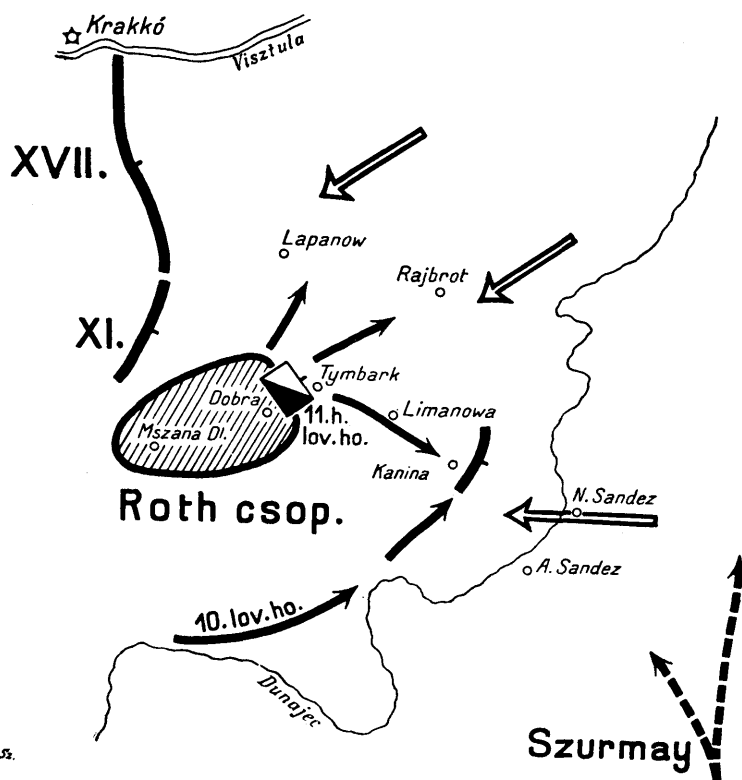 Krakkó
Visztula
XVII.
Lapanow
Rajbrot
XI.
Tymbark
Dobra
11.h.
lov.ho.
Limanowa
Mszana Dl.
Kanina
Roth csop.
N. Sandez
A. Sandez
10.lov.ho.
Dunajec
Szurmay
Sz.